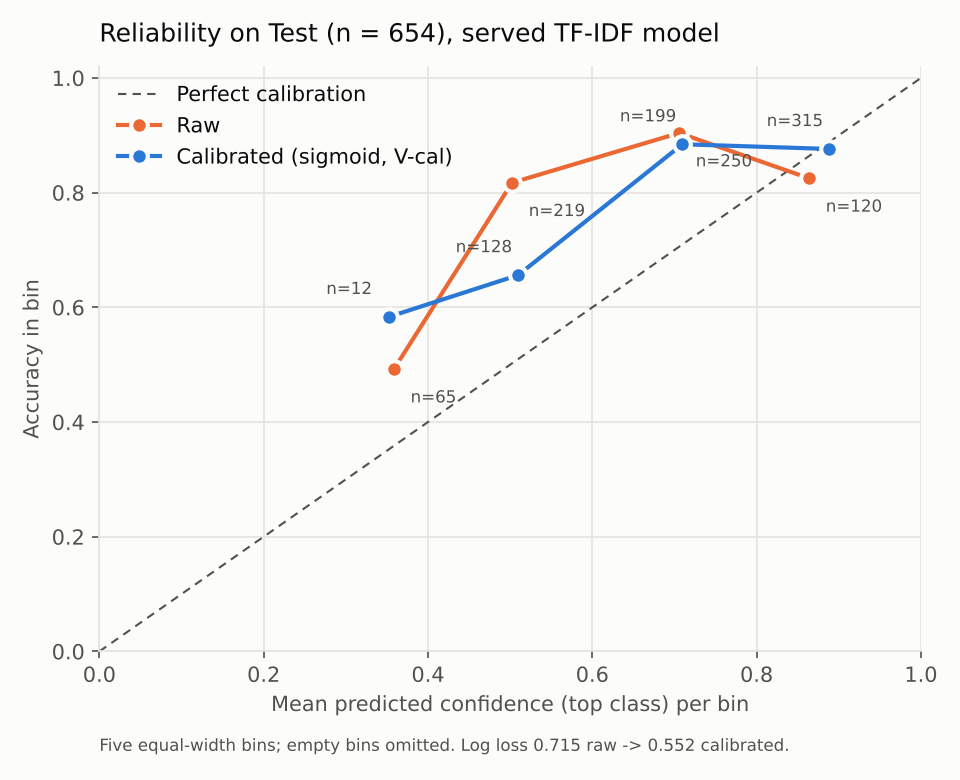 Reliability on Test (n = 654), served TF-IDF model
1.0
0.8
0.6
0.4
0.2
0.0
Accuracy in bin
Perfect calibration
Raw
Calibrated (sigmoid, V-cal)
n=199
n=315
n=250
n=120
n=219
n=128
n=12
n=65
0.0 0.2 0.4 0.6 0.8 1.0
Mean predicted confidence (top class) per bin
Five equal-width bins; empty bins omitted. Log loss 0.715 raw -> 0.552 calibrated.